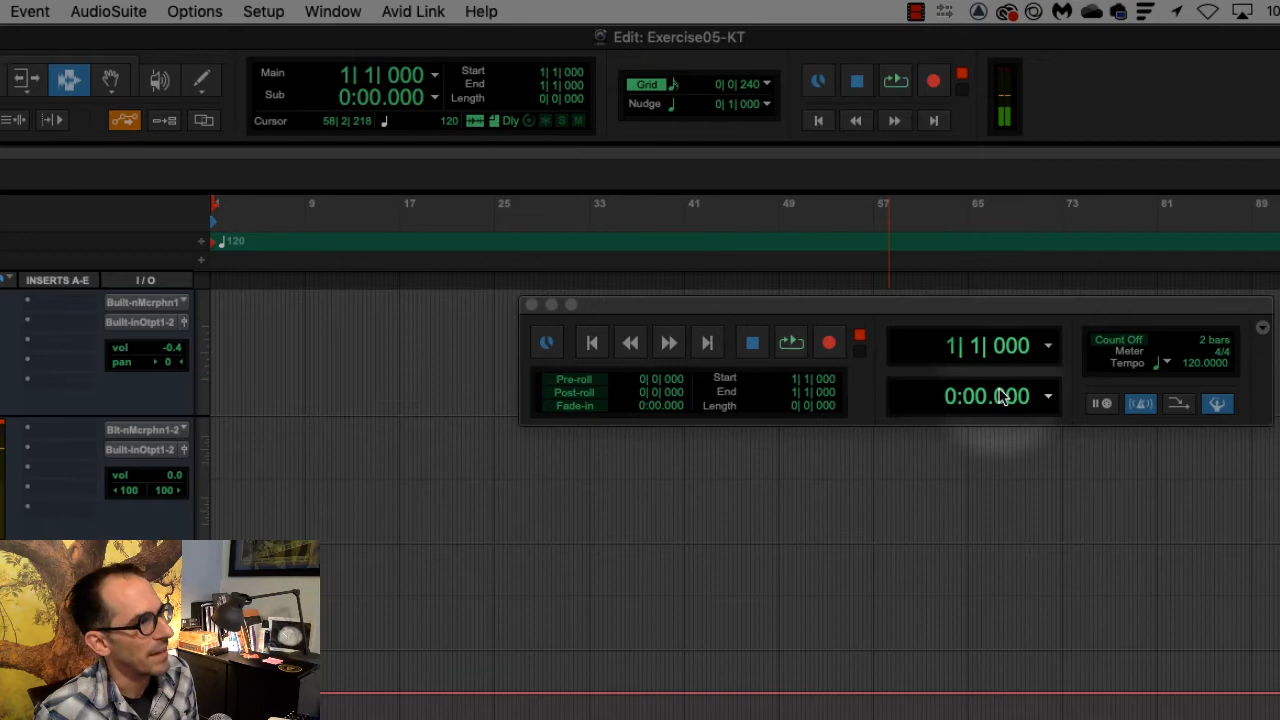 Event AudioSuite Options Setup Window Avid Link Help 10
Edit: Exercise05-KT
Main 1| 1| 000
Sub 0:00.000
Start 1| 1| 000
End 1| 1| 000
Length 0| 0| 000
Cursor 58| 2| 218 120 Dly S M
Grid 0| 0| 240
Nudge 0| 1| 000
1 9 17 25 33 41 49 57 65 73 81 89
120
INSERTS A-E I / O
Built-nMcrphn1
Built-inOtpt1-2
vol -0.4
pan 0
Blt-nMcrphn1-2
Built-inOtpt1-2
vol 0.0
100 100
Pre-roll 0| 0| 000
Post-roll 0| 0| 000
Fade-in 0:00.000
Start 1| 1| 000
End 1| 1| 000
Length 0| 0| 000
1| 1| 000
0:00.000
Count Off 2 bars
Meter 4/4
Tempo 120.0000